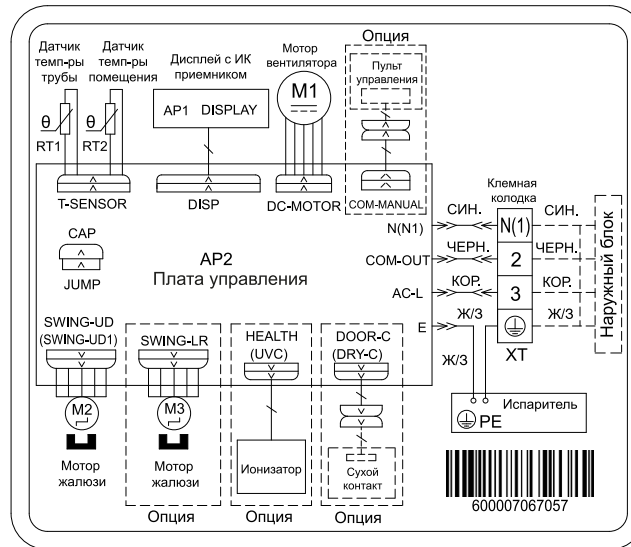 Датчик
темп-ры
трубы
Датчик
темп-ры
помещения
Дисплей с ИК
приемником
Мотор
вентилятора
Опция
Пульт
управления
θ
RT1
θ
RT2
AP1 DISPLAY
M1
T-SENSOR
DISP
DC-MOTOR
COM-MANUAL
Клемная
колодка
N(N1)
СИН.
N(1)
СИН.
CAP
JUMP
AP2
Плата управления
COM-OUT
ЧЕРН.
2
ЧЕРН.
AC-L
КОР.
3
КОР.
E
Ж/З
Ж/З
Ж/З
XT
Наружный блок
SWING-UD
(SWING-UD1)
SWING-LR
HEALTH
(UVC)
DOOR-C
(DRY-C)
M2
M3
Мотор
жалюзи
Мотор
жалюзи
Ионизатор
Сухой
контакт
Опция
Опция
Опция
Испаритель
PE
600007067057